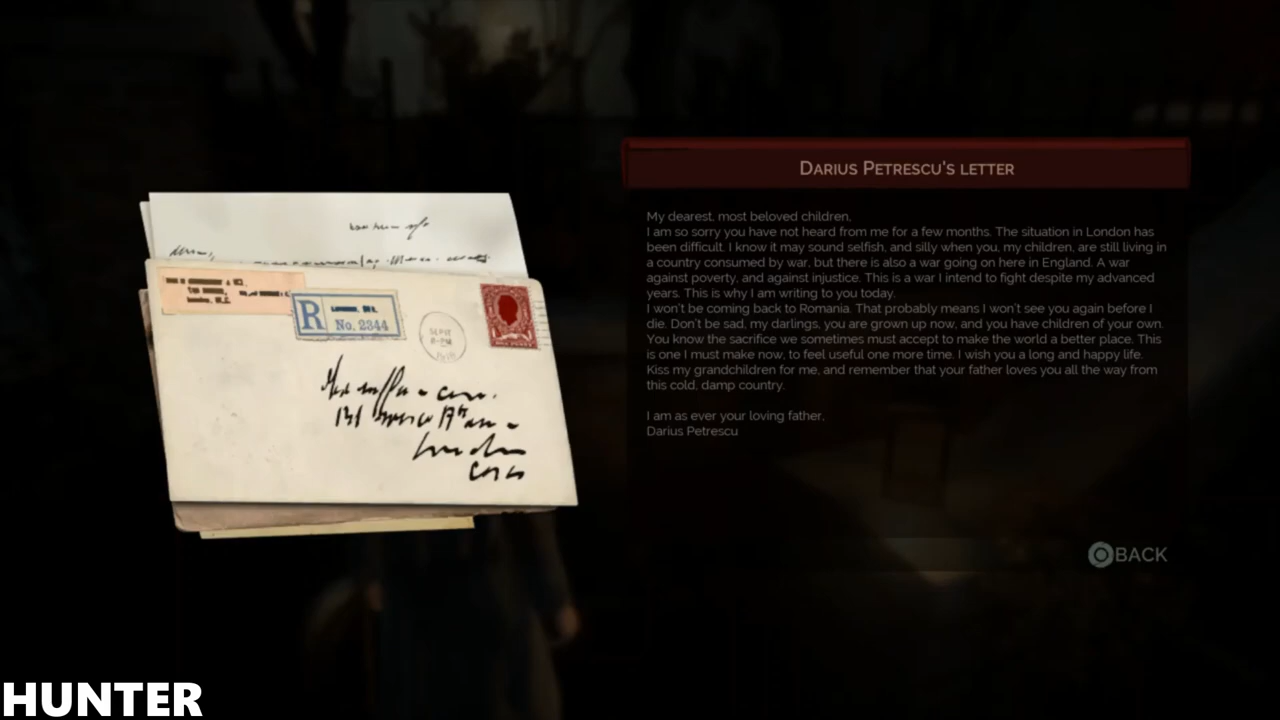 DARIUS PETRESCU'S LETTER
My dearest, most beloved children,
I am so sorry you have not heard from me for a few months. The situation in London has
been difficult. I know it may sound selfish, and silly when you, my children, are still living in
a country consumed by war, but there is also a war going on here in England. A war
against poverty, and against injustice. This is a war I intend to fight despite my advanced
years. This is why I am writing to you today.
I won't be coming back to Romania. That probably means I won't see you again before I
die. Don't be sad, my darlings, you are grown up now, and you have children of your own.
You know the sacrifice we sometimes must accept to make the world a better place. This
is one I must make now, to feel useful one more time. I wish you a long and happy life.
Kiss my grandchildren for me, and remember that your father loves you all the way from
this cold, damp country.
I am as ever your loving father,
Darius Petrescu
R
No. 2344
BACK
HUNTER